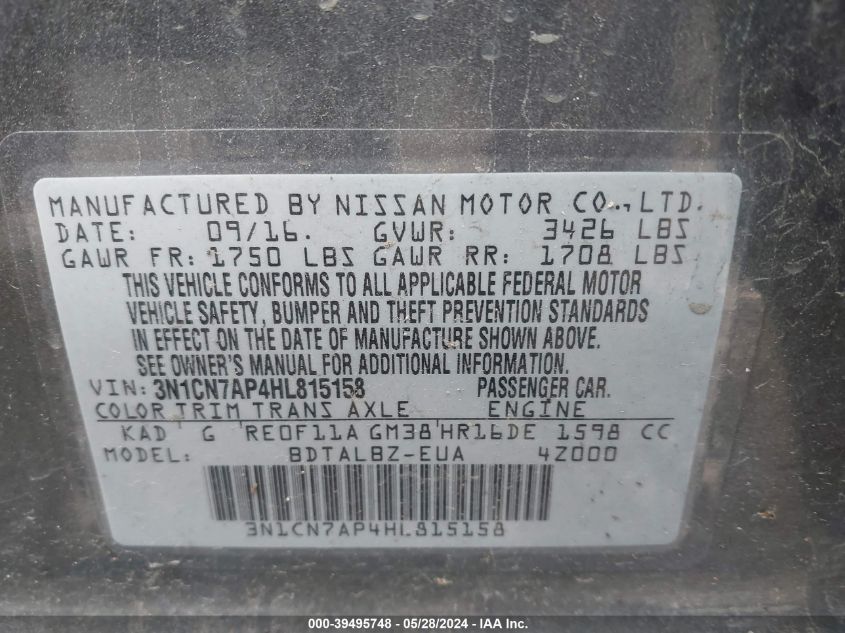 MANUFACTURED BY NISSAN MOTOR CO., LTD.
DATE: 09/16. GVWR: 3426 LBS
GAWR FR: 1750 LBS GAWR RR: 1708 LBS
THIS VEHICLE CONFORMS TO ALL APPLICABLE FEDERAL MOTOR
VEHICLE SAFETY, BUMPER AND THEFT PREVENTION STANDARDS
IN EFFECT ON THE DATE OF MANUFACTURE SHOWN ABOVE.
SEE OWNER'S MANUAL FOR ADDITIONAL INFORMATION.
VIN: 3N1CN7AP4HL815158 PASSENGER CAR.
COLOR TRIM TRANS AXLE ENGINE
KAD G RE0F11A GM38 HR16DE 1598 CC
MODEL: BDTALBZ-EUA 4Z000
3N1CN7AP4HL815158
000-39495748 - 05/28/2024 - IAA Inc.